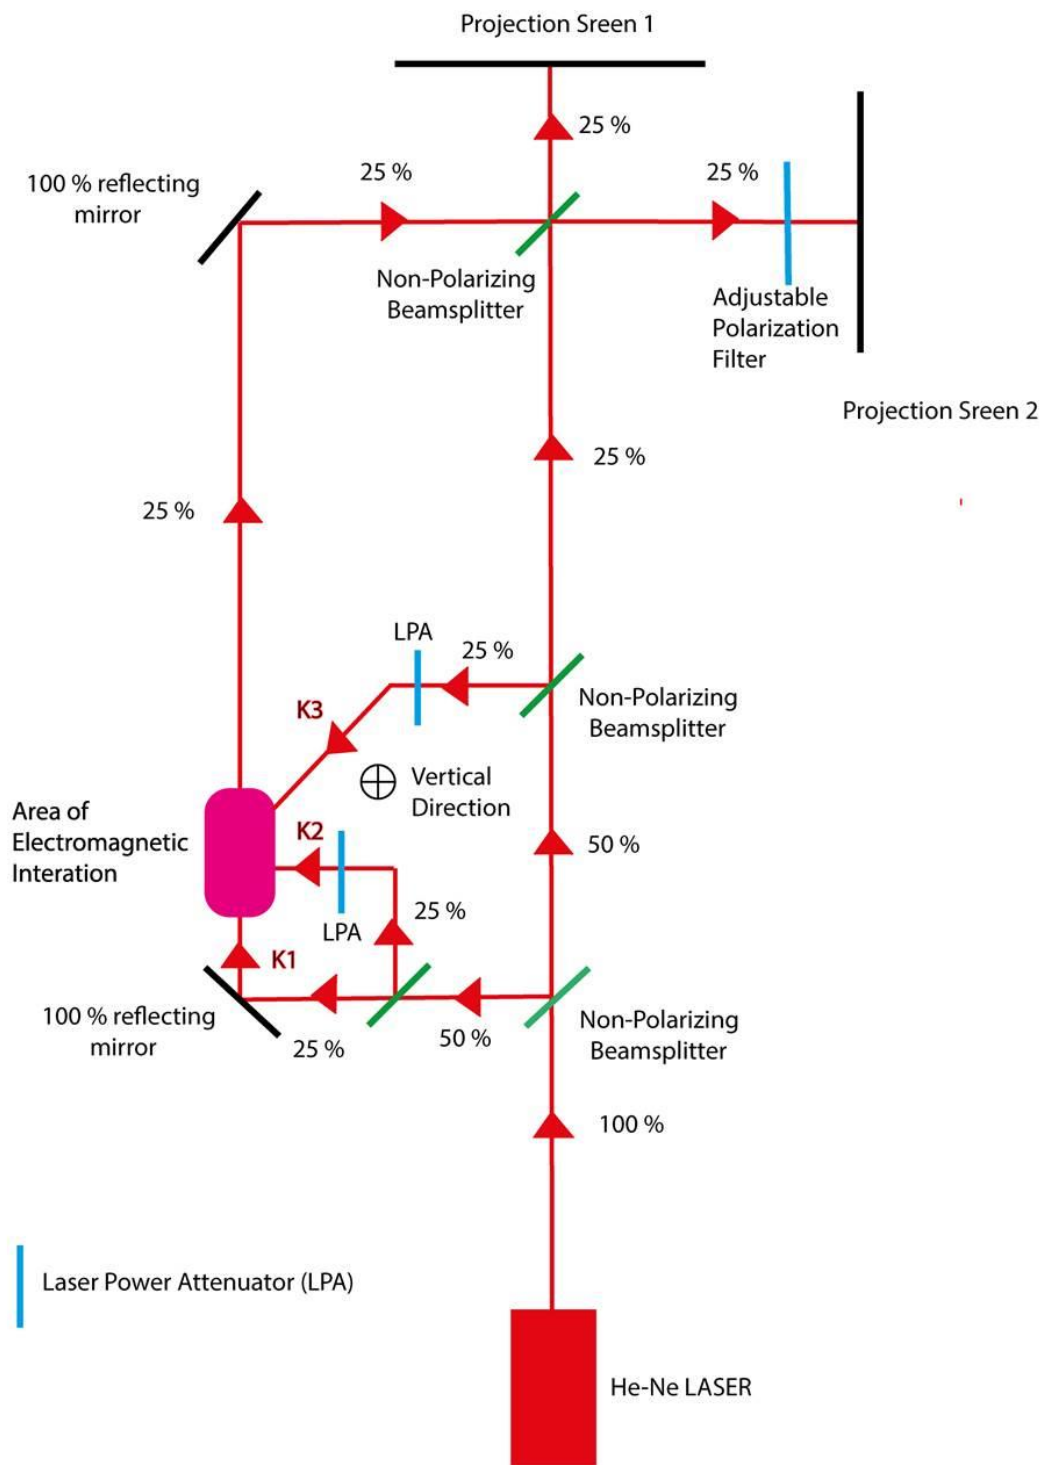 Projection Sreen 1
25 %
100 % reflecting
mirror
25 %
25 %
Non-Polarizing
Beamsplitter
Adjustable
Polarization
Filter
Projection Sreen 2
25 %
25 %
LPA
25 %
K3
Non-Polarizing
Beamsplitter
Vertical
Direction
Area of
Electromagnetic
Interation
K2
50 %
25 %
LPA
K1
100 % reflecting
mirror
25 %
50 %
Non-Polarizing
Beamsplitter
100 %
Laser Power Attenuator (LPA)
He-Ne LASER